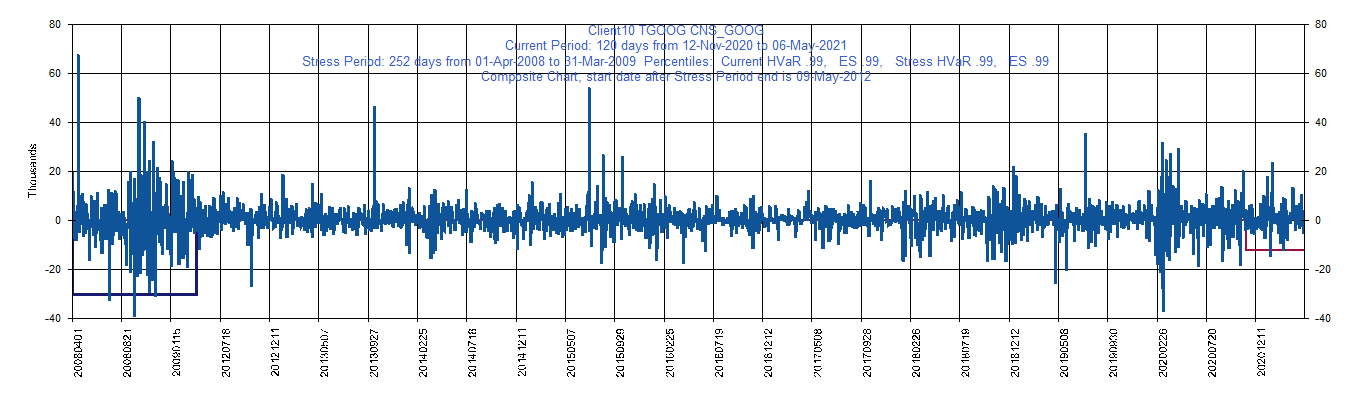 Client10 TGOOG CNS_GOOG
Current Period: 120 days from 12-Nov-2020 to 06-May-2021
Stress Period: 252 days from 01-Apr-2008 to 31-Mar-2009 Percentiles: Current HVaR .99, ES .99, Stress HVaR .99, ES .99
Composite Chart, start date after Stress Period end is 09-May-2012
Thousands
80 80
60 60
40 40
20 20
0 0
-20 -20
-40 -40
20080401 20080821 20090115 20120718 20121211 20130507 20130927 20140225 20140718 20141211 20150507 20150929 20160225 20160719 20161212 20170508 20170928 20180226 20180719 20181212 20190508 20190930 20200226 20200720 20201211